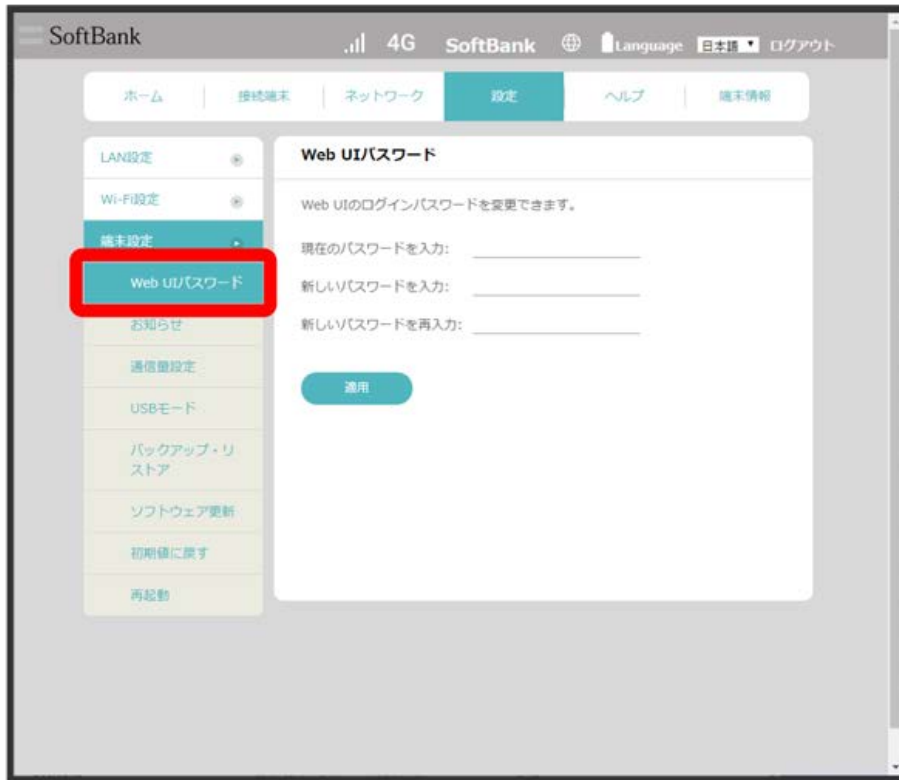 SoftBank
4G SoftBank Language 日本語 ログアウト
ホーム 接続端末 ネットワーク 設定 ヘルプ 端末情報
LAN設定
Wi-Fi設定
端末設定
Web UIパスワード
お知らせ
通信量設定
USBモード
バックアップ・リ
ストア
ソフトウェア更新
初期値に戻す
再起動
Web UIパスワード
Web UIのログインパスワードを変更できます。
現在のパスワードを入力:
新しいパスワードを入力:
新しいパスワードを再入力:
適用